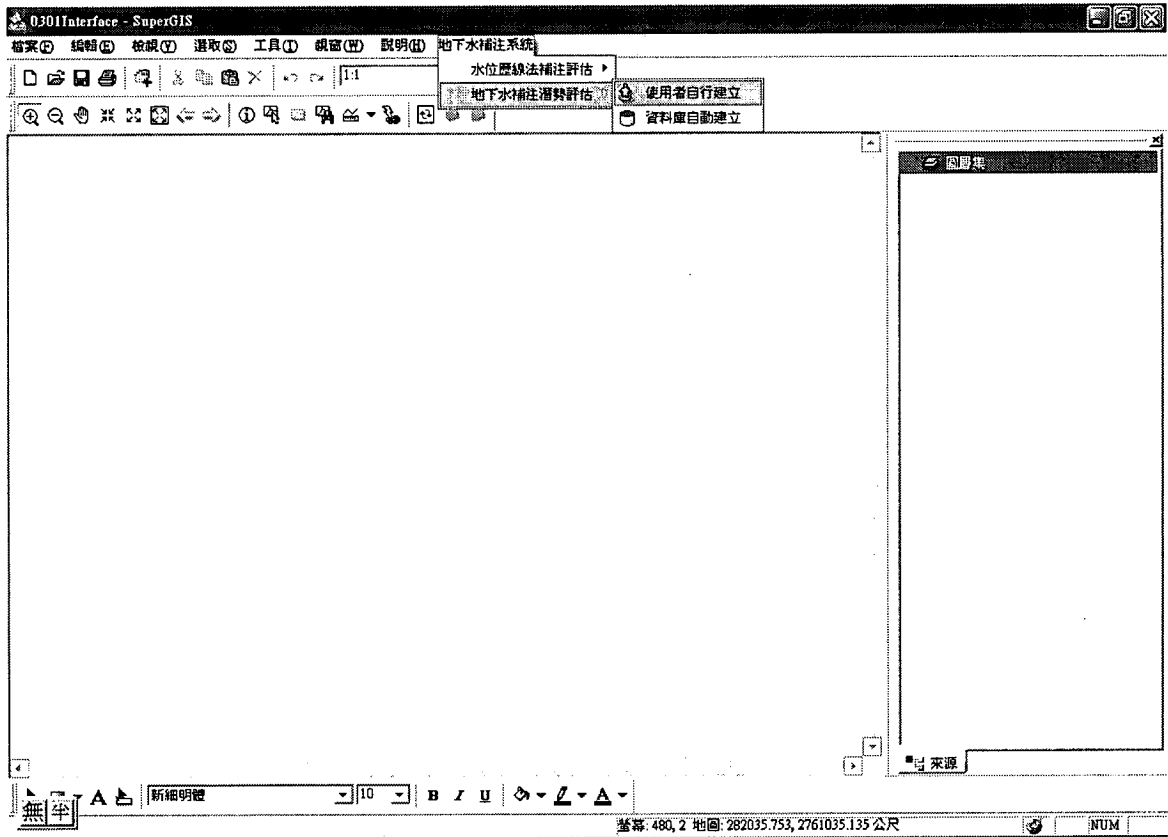 0301Interface - SuperGIS
檔案(F) 編輯(E) 檢視(V) 選取(S) 工具(T) 視窗(W) 說明(H) 地下水補注系統
1:1
水位歷線法補注評估
地下水補注潛勢評估
使用者自行建立
資料庫自動建立
圖層集
來源
A 新細明體 10 B I U A
無 半
螢幕: 480, 2 地圖: 282035.753, 2761035.135 公尺 NUM